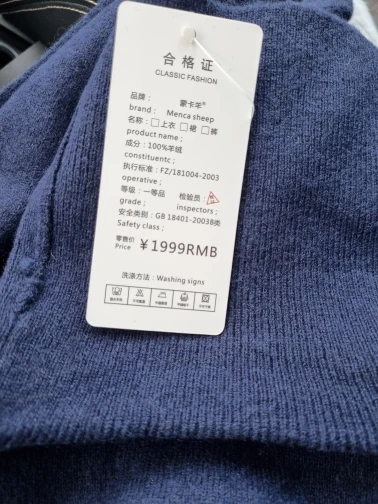 合格证
CLASSIC FASHION
品牌： 蒙卡羊®
brand： Menca sheep
名称：□上衣 □裙 □裤
product name；
成分：100%羊绒
constituentc；
执行标准：FZ/181004-2003
operative；
等级：一等品 检验员：
grade； inspectors；
安全类别：GB 18401-2003B类
Safety class；
零售价
Price ￥1999RMB
洗涤方法：Washing signs